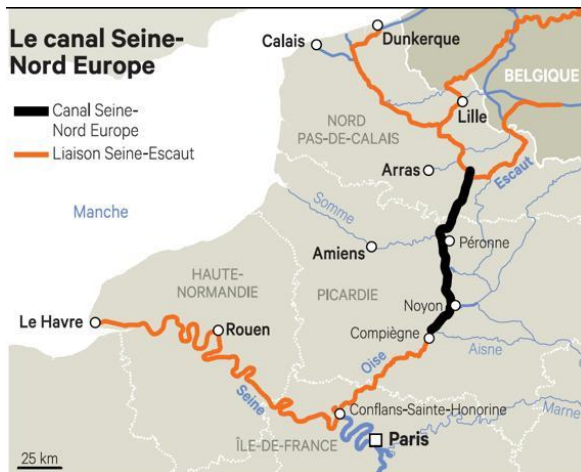 Le canal Seine-
Nord Europe
Canal Seine-
Nord Europe
Liaison Seine-Escaut
Calais
Dunkerque
BELGIQUE
Lille
NORD
PAS-DE-CALAIS
Arras
Escaut
Manche
Somme
Amiens
Péronne
HAUTE-
NORMANDIE
PICARDIE
Noyon
Le Havre
Rouen
Compiègne
Aisne
Oise
Seine
Conflans-Sainte-Honorine
Marne
ÎLE-DE-FRANCE
Paris
25 km